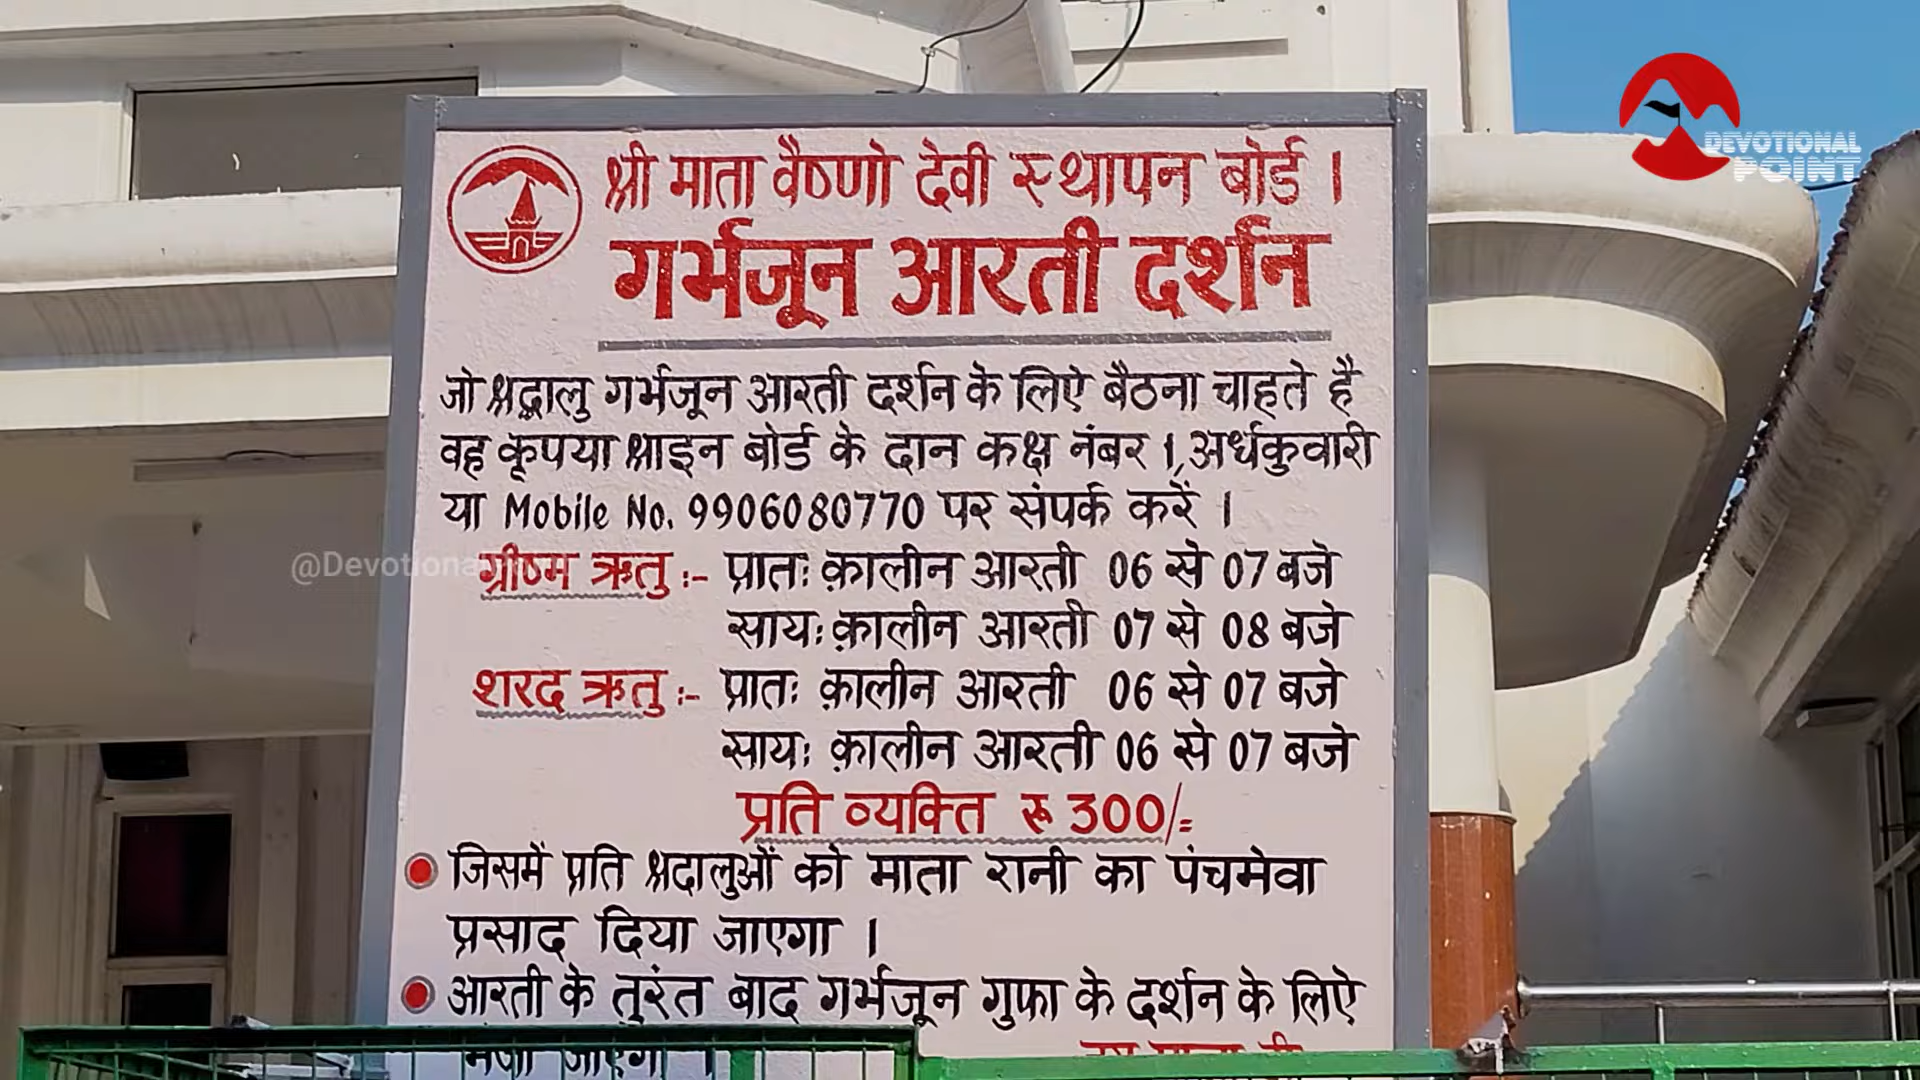 DEVOTIONAL
POINT
श्री माता वैष्णो देवी स्थापन बोर्ड ।
गर्भजून आरती दर्शन
जो श्रद्धालु गर्भजून आरती दर्शन के लिऐ बैठना चाहते है
वह कृपया श्राइन बोर्ड के दान कक्ष नंबर 1, अर्धकुवारी
या Mobile No. 9906080770 पर संपर्क करें ।
@Devotional
ग्रीष्म ऋतु :- प्रातः क़ालीन आरती 06 से 07 बजे
सायः क़ालीन आरती 07 से 08 बजे
शरद ऋतु :- प्रातः क़ालीन आरती 06 से 07 बजे
सायः क़ालीन आरती 06 से 07 बजे
प्रति व्यक्ति रू 300/=
जिसमें प्रति श्रदालुओं को माता रानी का पंचमेवा
प्रसाद दिया जाएगा ।
आरती के तुरंत बाद गर्भजून गुफा के दर्शन के लिऐ
जाएगा ।